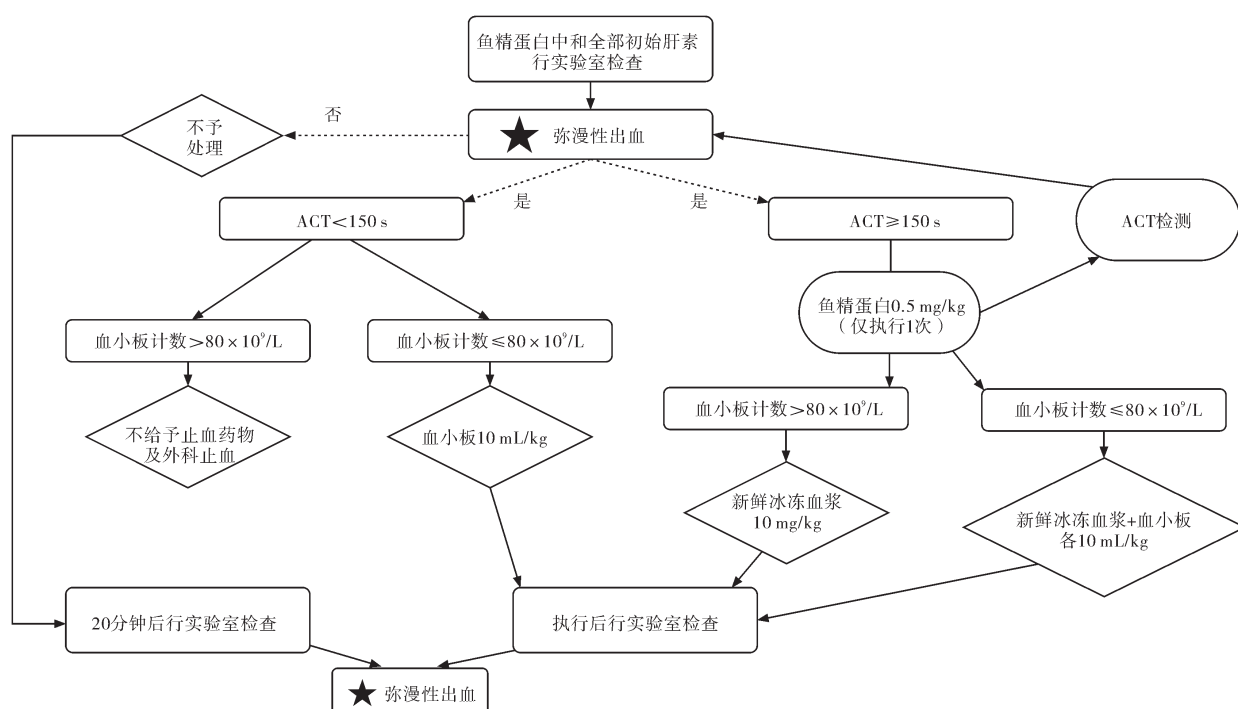 鱼精蛋白中和全部初始肝素
行实验室检查
否
不予
处理
★ 弥漫性出血
是
是
ACT<150 s
ACT≥150 s
ACT检测
鱼精蛋白0.5 mg/kg
(仅执行1次)
血小板计数>80×10⁹/L
血小板计数≤80×10⁹/L
血小板计数>80×10⁹/L
血小板计数≤80×10⁹/L
不给予止血药物
及外科止血
血小板10 mL/kg
新鲜冰冻血浆
10 mg/kg
新鲜冰冻血浆+血小板
各10 mL/kg
20分钟后行实验室检查
执行后行实验室检查
★ 弥漫性出血